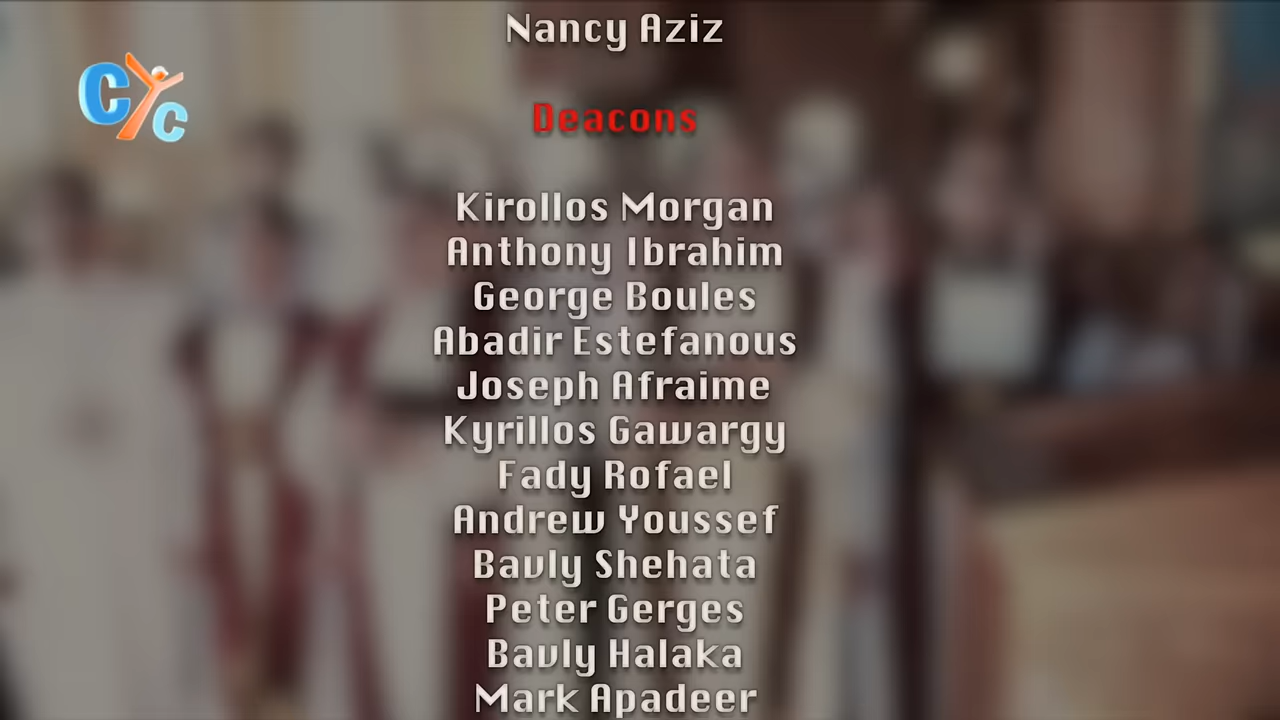 Nancy Aziz
CYC
Deacons
Kirollos Morgan
Anthony Ibrahim
George Boules
Abadir Estefanous
Joseph Afraime
Kyrillos Gawargy
Fady Rofael
Andrew Youssef
Bavly Shehata
Peter Gerges
Bavly Halaka
Mark Apadeer